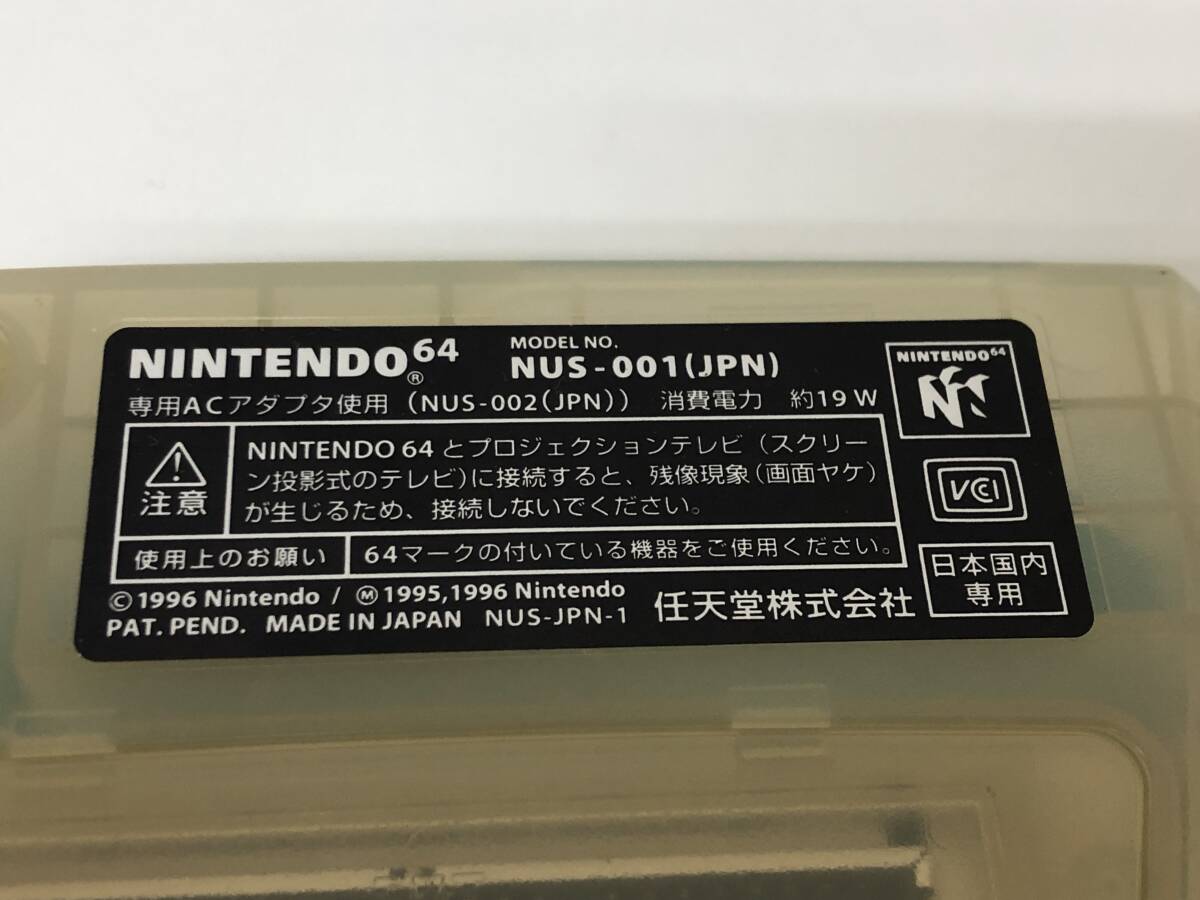 NINTENDO64®
MODEL NO.
NUS-001(JPN)
専用ACアダプタ使用 (NUS-002(JPN)) 消費電力 約19W
注意
NINTENDO 64とプロジェクションテレビ(スクリーン投影式のテレビ)に接続すると、残像現象(画面ヤケ)
が生じるため、接続しないでください。
使用上のお願い
64マークの付いている機器をご使用ください。
© 1996 Nintendo / Ⓜ 1995,1996 Nintendo
PAT. PEND. MADE IN JAPAN NUS-JPN-1
任天堂株式会社
NINTENDO64
N
VCI
日本国内
専用